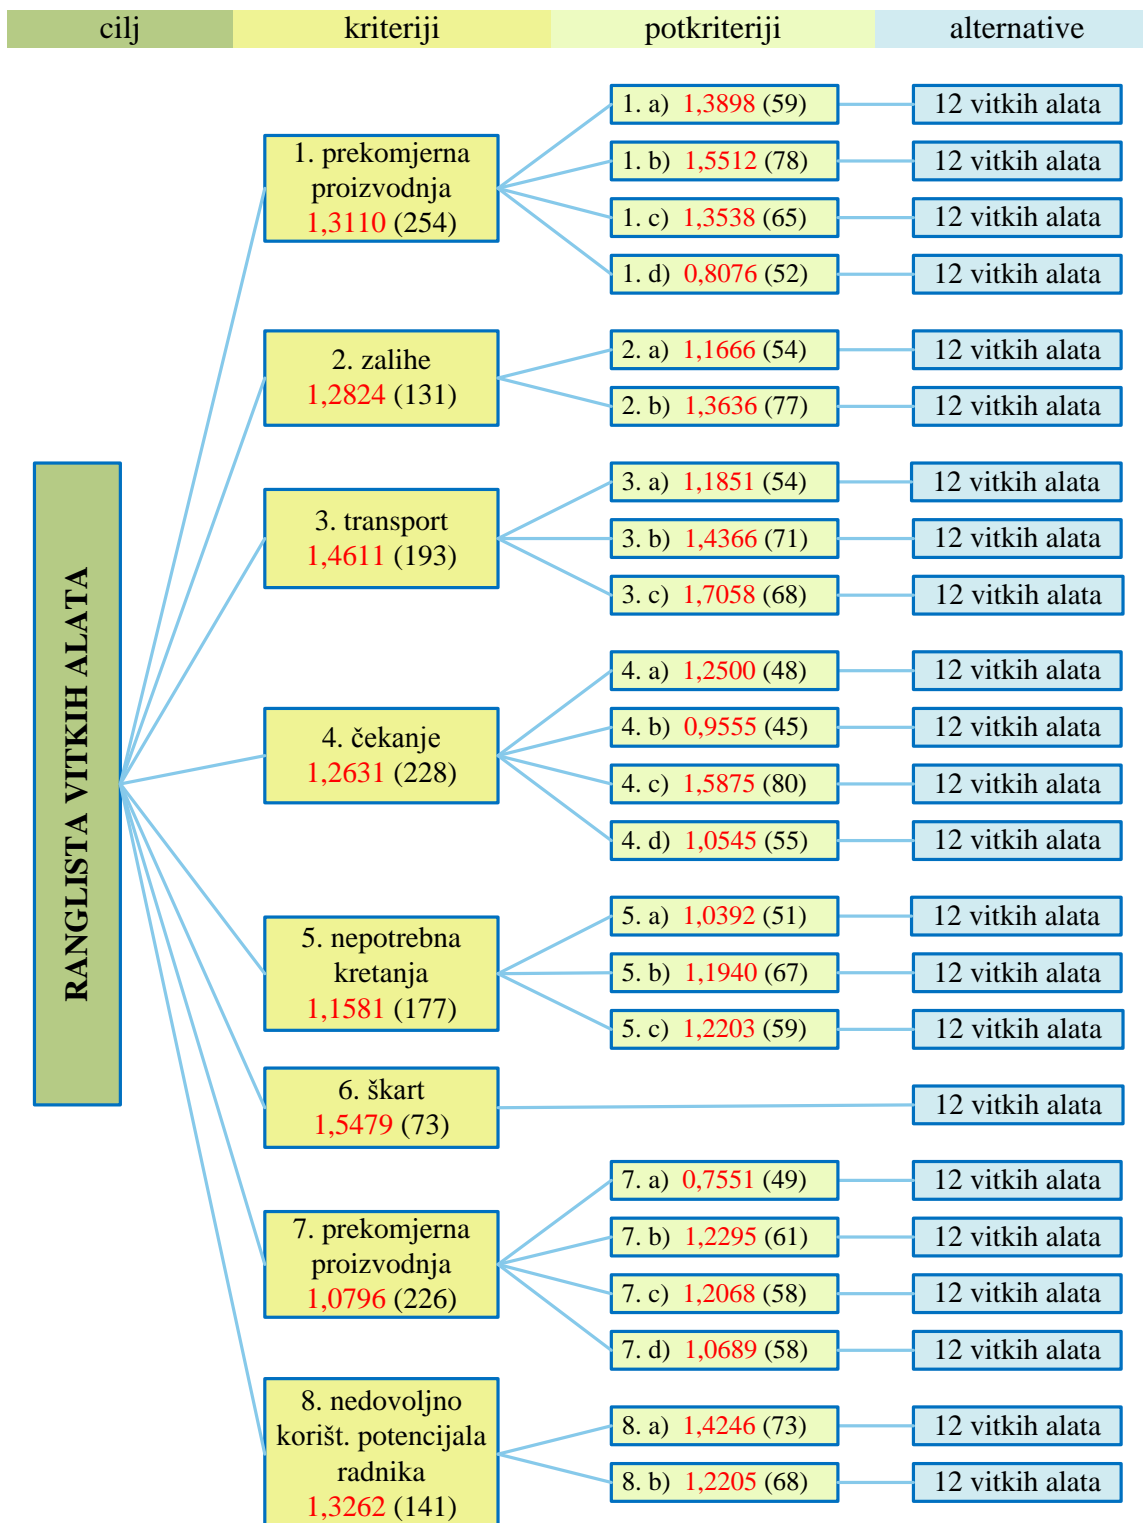 cilj kriteriji potkriteriji alternative
RANGLISTA VITKIH ALATA
1. prekomjerna
proizvodnja
1,3110 (254)
1. a) 1,3898 (59) 12 vitkih alata
1. b) 1,5512 (78) 12 vitkih alata
1. c) 1,3538 (65) 12 vitkih alata
1. d) 0,8076 (52) 12 vitkih alata
2. zalihe
1,2824 (131)
2. a) 1,1666 (54) 12 vitkih alata
2. b) 1,3636 (77) 12 vitkih alata
3. transport
1,4611 (193)
3. a) 1,1851 (54) 12 vitkih alata
3. b) 1,4366 (71) 12 vitkih alata
3. c) 1,7058 (68) 12 vitkih alata
4. čekanje
1,2631 (228)
4. a) 1,2500 (48) 12 vitkih alata
4. b) 0,9555 (45) 12 vitkih alata
4. c) 1,5875 (80) 12 vitkih alata
4. d) 1,0545 (55) 12 vitkih alata
5. nepotrebna
kretanja
1,1581 (177)
5. a) 1,0392 (51) 12 vitkih alata
5. b) 1,1940 (67) 12 vitkih alata
5. c) 1,2203 (59) 12 vitkih alata
6. škart
1,5479 (73)
12 vitkih alata
7. prekomjerna
proizvodnja
1,0796 (226)
7. a) 0,7551 (49) 12 vitkih alata
7. b) 1,2295 (61) 12 vitkih alata
7. c) 1,2068 (58) 12 vitkih alata
7. d) 1,0689 (58) 12 vitkih alata
8. nedovoljno
korišt. potencijala
radnika
1,3262 (141)
8. a) 1,4246 (73) 12 vitkih alata
8. b) 1,2205 (68) 12 vitkih alata